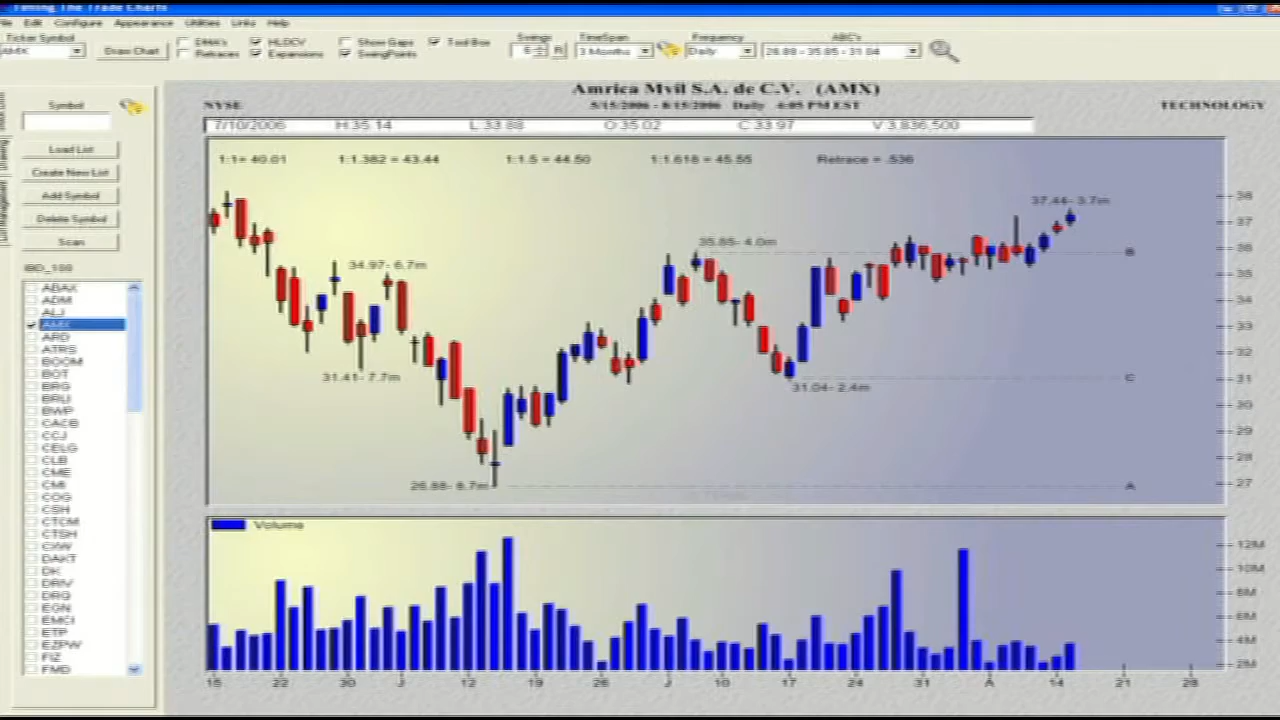 Timing The Trade Charts
File Edit Configure Appearance Utilities Links Help
Ticker Symbol
AMX
Draw Chart
DMA's
HLOCV
Show Gaps
Tool Box
Retraces
Expansions
SwingPoints
Swings
5
R
TimeSpan
3 Months
Frequency
Daily
ABC's
26.88 - 35.85 - 31.04
Amrica Mvil S.A. de C.V. (AMX)
NYSE
5/15/2006 - 8/15/2006 Daily 4:05 PM EST
TECHNOLOGY
7/10/2006 H:35.14 L:33.88 O:35.02 C:33.97 V:3,836,500
1:1= 40.01 1:1.382 = 43.44 1:1.5 = 44.50 1:1.618 = 45.55 Retrace = .536
37.44- 3.7m
35.85- 4.0m
B
34.97- 6.7m
31.41- 7.7m
31.04- 2.4m
C
26.88- 8.7m
A
38
37
36
35
34
33
32
31
30
29
28
27
Volume
12M
10M
8M
6M
4M
2M
15 22 30 J 12 19 26 J 10 17 24 31 A 14 21 28
Symbol
Load List
Create New List
Add Symbol
Delete Symbol
Scan
IBD_100
ABAX
ADM
ALJ
AMX
ARD
ATRS
BOOM
BOT
BRG
BRLI
BWP
CACB
CCJ
CELG
CLB
CME
CMI
COG
CSH
CTCM
CTSH
CXW
DAKT
DK
DRIV
DRQ
EGN
EMCI
ETP
EZPW
FIZ
FMD